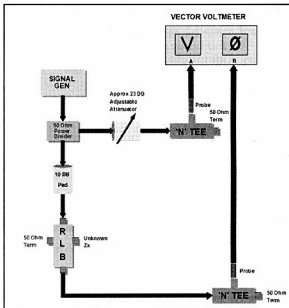 VECTOR VOLTMETER
V
Ø
A
B
SIGNAL
GEN
Approx 23 DB
Adjustable
Attenuator
Probe
50 Ohm
Term
50 Ohm
Power
Divider
'N' TEE
10 DB
Pad
50 Ohm
Term
R
L
B
Unknown
Zx
Probe
'N' TEE
50 Ohm
Term